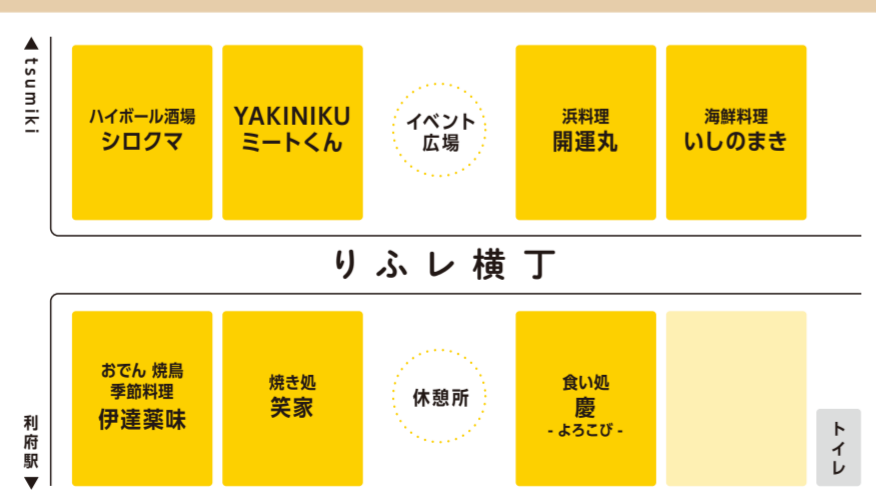 ▲tsumiki
ハイボール酒場
シロクマ
YAKINIKU
ミートくん
イベント
広場
浜料理
開運丸
海鮮料理
いしのまき
りふレ横丁
おでん 焼鳥
季節料理
伊達薬味
焼き処
笑家
休憩所
食い処
慶
- よろこび -
トイレ
利府駅▼